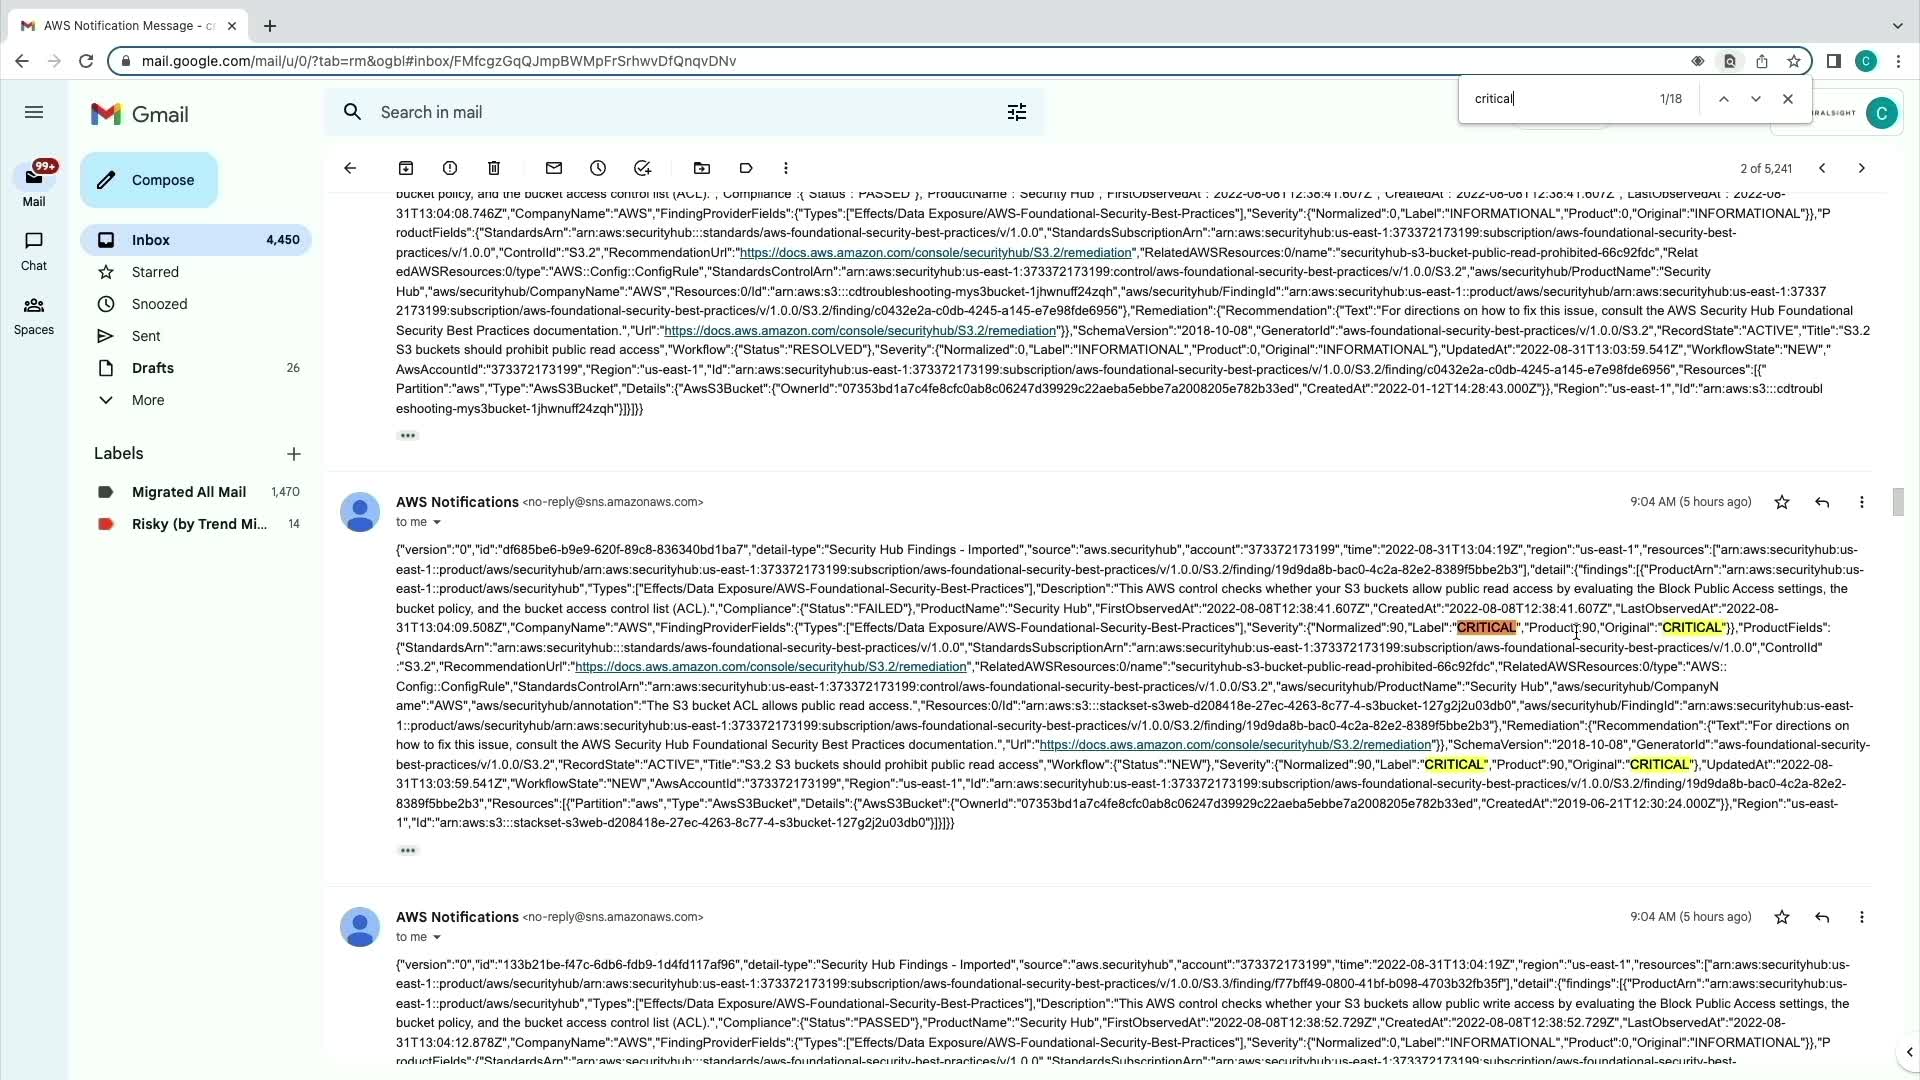 AWS Notification Message - c
mail.google.com/mail/u/0/?tab=rm&ogbl#inbox/FMfcgzGqQJmpBWMpFrSrhwvDfQnqvDNv
C
critical
1/18
Gmail
Search in mail
RALSIGHT
C
99+
Mail
Chat
Spaces
Compose
Inbox 4,450
Starred
Snoozed
Sent
Drafts 26
More
Labels
Migrated All Mail 1,470
Risky (by Trend Mi... 14
2 of 5,241
bucket policy, and the bucket access control list (ACL).","Compliance":{"Status":"PASSED"},"ProductName":"Security Hub","FirstObservedAt":"2022-08-08T12:38:41.607Z","CreatedAt":"2022-08-08T12:38:41.607Z","LastObservedAt":"2022-08-
31T13:04:08.746Z","CompanyName":"AWS","FindingProviderFields":{"Types":["Effects/Data Exposure/AWS-Foundational-Security-Best-Practices"],"Severity":{"Normalized":0,"Label":"INFORMATIONAL","Product":0,"Original":"INFORMATIONAL"}},"P
roductFields":{"StandardsArn":"arn:aws:securityhub:::standards/aws-foundational-security-best-practices/v/1.0.0","StandardsSubscriptionArn":"arn:aws:securityhub:us-east-1:373372173199:subscription/aws-foundational-security-best-
practices/v/1.0.0","ControlId":"S3.2","RecommendationUrl":"https://docs.aws.amazon.com/console/securityhub/S3.2/remediation","RelatedAWSResources:0/name":"securityhub-s3-bucket-public-read-prohibited-66c92fdc","Relat
edAWSResources:0/type":"AWS::Config::ConfigRule","StandardsControlArn":"arn:aws:securityhub:us-east-1:373372173199:control/aws-foundational-security-best-practices/v/1.0.0/S3.2","aws/securityhub/ProductName":"Security
Hub","aws/securityhub/CompanyName":"AWS","Resources:0/Id":"arn:aws:s3:::cdtroubleshooting-mys3bucket-1jhwnuff24zqh","aws/securityhub/FindingId":"arn:aws:securityhub:us-east-1::product/aws/securityhub/arn:aws:securityhub:us-east-1:37337
2173199:subscription/aws-foundational-security-best-practices/v/1.0.0/S3.2/finding/c0432e2a-c0db-4245-a145-e7e98fde6956"},"Remediation":{"Recommendation":{"Text":"For directions on how to fix this issue, consult the AWS Security Hub Foundational
Security Best Practices documentation.","Url":"https://docs.aws.amazon.com/console/securityhub/S3.2/remediation"}},"SchemaVersion":"2018-10-08","GeneratorId":"aws-foundational-security-best-practices/v/1.0.0/S3.2","RecordState":"ACTIVE","Title":"S3.2
S3 buckets should prohibit public read access","Workflow":{"Status":"RESOLVED"},"Severity":{"Normalized":0,"Label":"INFORMATIONAL","Product":0,"Original":"INFORMATIONAL"},"UpdatedAt":"2022-08-31T13:03:59.541Z","WorkflowState":"NEW","
AwsAccountId":"373372173199","Region":"us-east-1","Id":"arn:aws:securityhub:us-east-1:373372173199:subscription/aws-foundational-security-best-practices/v/1.0.0/S3.2/finding/c0432e2a-c0db-4245-a145-e7e98fde6956","Resources":[{"
Partition":"aws","Type":"AwsS3Bucket","Details":{"AwsS3Bucket":{"OwnerId":"07353bd1a7c4fe8cfc0ab8c06247d39929c22aeba5ebbe7a2008205e782b33ed","CreatedAt":"2022-01-12T14:28:43.000Z"}},"Region":"us-east-1","Id":"arn:aws:s3:::cdtroubl
eshooting-mys3bucket-1jhwnuff24zqh"}]}]}}
AWS Notifications <no-reply@sns.amazonaws.com>
9:04 AM (5 hours ago)
to me
{"version":"0","id":"df685be6-b9e9-620f-89c8-836340bd1ba7","detail-type":"Security Hub Findings - Imported","source":"aws.securityhub","account":"373372173199","time":"2022-08-31T13:04:19Z","region":"us-east-1","resources":["arn:aws:securityhub:us-
east-1::product/aws/securityhub/arn:aws:securityhub:us-east-1:373372173199:subscription/aws-foundational-security-best-practices/v/1.0.0/S3.2/finding/19d9da8b-bac0-4c2a-82e2-8389f5bbe2b3"],"detail":{"findings":[{"ProductArn":"arn:aws:securityhub:us-
east-1::product/aws/securityhub","Types":["Effects/Data Exposure/AWS-Foundational-Security-Best-Practices"],"Description":"This AWS control checks whether your S3 buckets allow public read access by evaluating the Block Public Access settings, the
bucket policy, and the bucket access control list (ACL).","Compliance":{"Status":"FAILED"},"ProductName":"Security Hub","FirstObservedAt":"2022-08-08T12:38:41.607Z","CreatedAt":"2022-08-08T12:38:41.607Z","LastObservedAt":"2022-08-
31T13:04:09.508Z","CompanyName":"AWS","FindingProviderFields":{"Types":["Effects/Data Exposure/AWS-Foundational-Security-Best-Practices"],"Severity":{"Normalized":90,"Label":"CRITICAL","Product":90,"Original":"CRITICAL"}},"ProductFields":
{"StandardsArn":"arn:aws:securityhub:::standards/aws-foundational-security-best-practices/v/1.0.0","StandardsSubscriptionArn":"arn:aws:securityhub:us-east-1:373372173199:subscription/aws-foundational-security-best-practices/v/1.0.0","ControlId"
:"S3.2","RecommendationUrl":"https://docs.aws.amazon.com/console/securityhub/S3.2/remediation","RelatedAWSResources:0/name":"securityhub-s3-bucket-public-read-prohibited-66c92fdc","RelatedAWSResources:0/type":"AWS::
Config::ConfigRule","StandardsControlArn":"arn:aws:securityhub:us-east-1:373372173199:control/aws-foundational-security-best-practices/v/1.0.0/S3.2","aws/securityhub/ProductName":"Security Hub","aws/securityhub/CompanyN
ame":"AWS","aws/securityhub/annotation":"The S3 bucket ACL allows public read access.","Resources:0/Id":"arn:aws:s3:::stackset-s3web-d208418e-27ec-4263-8c77-4-s3bucket-127g2j2u03db0","aws/securityhub/FindingId":"arn:aws:securityhub:us-east-
1::product/aws/securityhub/arn:aws:securityhub:us-east-1:373372173199:subscription/aws-foundational-security-best-practices/v/1.0.0/S3.2/finding/19d9da8b-bac0-4c2a-82e2-8389f5bbe2b3"},"Remediation":{"Recommendation":{"Text":"For directions on
how to fix this issue, consult the AWS Security Hub Foundational Security Best Practices documentation.","Url":"https://docs.aws.amazon.com/console/securityhub/S3.2/remediation"}},"SchemaVersion":"2018-10-08","GeneratorId":"aws-foundational-security-
best-practices/v/1.0.0/S3.2","RecordState":"ACTIVE","Title":"S3.2 S3 buckets should prohibit public read access","Workflow":{"Status":"NEW"},"Severity":{"Normalized":90,"Label":"CRITICAL","Product":90,"Original":"CRITICAL"},"UpdatedAt":"2022-08-
31T13:03:59.541Z","WorkflowState":"NEW","AwsAccountId":"373372173199","Region":"us-east-1","Id":"arn:aws:securityhub:us-east-1:373372173199:subscription/aws-foundational-security-best-practices/v/1.0.0/S3.2/finding/19d9da8b-bac0-4c2a-82e2-
8389f5bbe2b3","Resources":[{"Partition":"aws","Type":"AwsS3Bucket","Details":{"AwsS3Bucket":{"OwnerId":"07353bd1a7c4fe8cfc0ab8c06247d39929c22aeba5ebbe7a2008205e782b33ed","CreatedAt":"2019-06-21T12:30:24.000Z"}},"Region":"us-east-
1","Id":"arn:aws:s3:::stackset-s3web-d208418e-27ec-4263-8c77-4-s3bucket-127g2j2u03db0"}]}]}}
AWS Notifications <no-reply@sns.amazonaws.com>
9:04 AM (5 hours ago)
to me
{"version":"0","id":"133b21be-f47c-6db6-fdb9-1d4fd117af96","detail-type":"Security Hub Findings - Imported","source":"aws.securityhub","account":"373372173199","time":"2022-08-31T13:04:19Z","region":"us-east-1","resources":["arn:aws:securityhub:us-
east-1::product/aws/securityhub/arn:aws:securityhub:us-east-1:373372173199:subscription/aws-foundational-security-best-practices/v/1.0.0/S3.3/finding/f77bff49-0800-41bf-b098-4703b32fb35f"],"detail":{"findings":[{"ProductArn":"arn:aws:securityhub:us-
east-1::product/aws/securityhub","Types":["Effects/Data Exposure/AWS-Foundational-Security-Best-Practices"],"Description":"This AWS control checks whether your S3 buckets allow public write access by evaluating the Block Public Access settings, the
bucket policy, and the bucket access control list (ACL).","Compliance":{"Status":"PASSED"},"ProductName":"Security Hub","FirstObservedAt":"2022-08-08T12:38:52.729Z","CreatedAt":"2022-08-08T12:38:52.729Z","LastObservedAt":"2022-08-
31T13:04:12.878Z","CompanyName":"AWS","FindingProviderFields":{"Types":["Effects/Data Exposure/AWS-Foundational-Security-Best-Practices"],"Severity":{"Normalized":0,"Label":"INFORMATIONAL","Product":0,"Original":"INFORMATIONAL"}},"P
roductFields":{"StandardsArn":"arn:aws:securityhub:::standards/aws-foundational-security-best-practices/v/1.0.0","StandardsSubscriptionArn":"arn:aws:securityhub:us-east-1:373372173199:subscription/aws-foundational-security-best-